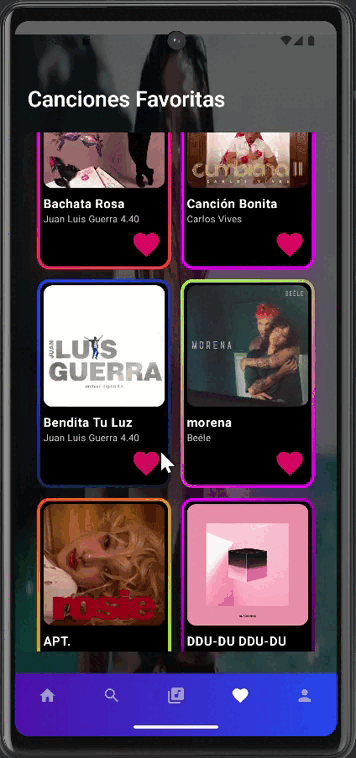 Canciones Favoritas
cumbiana II
CARLOS VIVES
Bachata Rosa
Juan Luis Guerra 4.40
Canción Bonita
Carlos Vives
JUAN
LUIS
GUERRA
BEÉLE
MORENA
Bendita Tu Luz
Juan Luis Guerra 4.40
morena
Beéle
rosie
APT.
DDU-DU DDU-DU